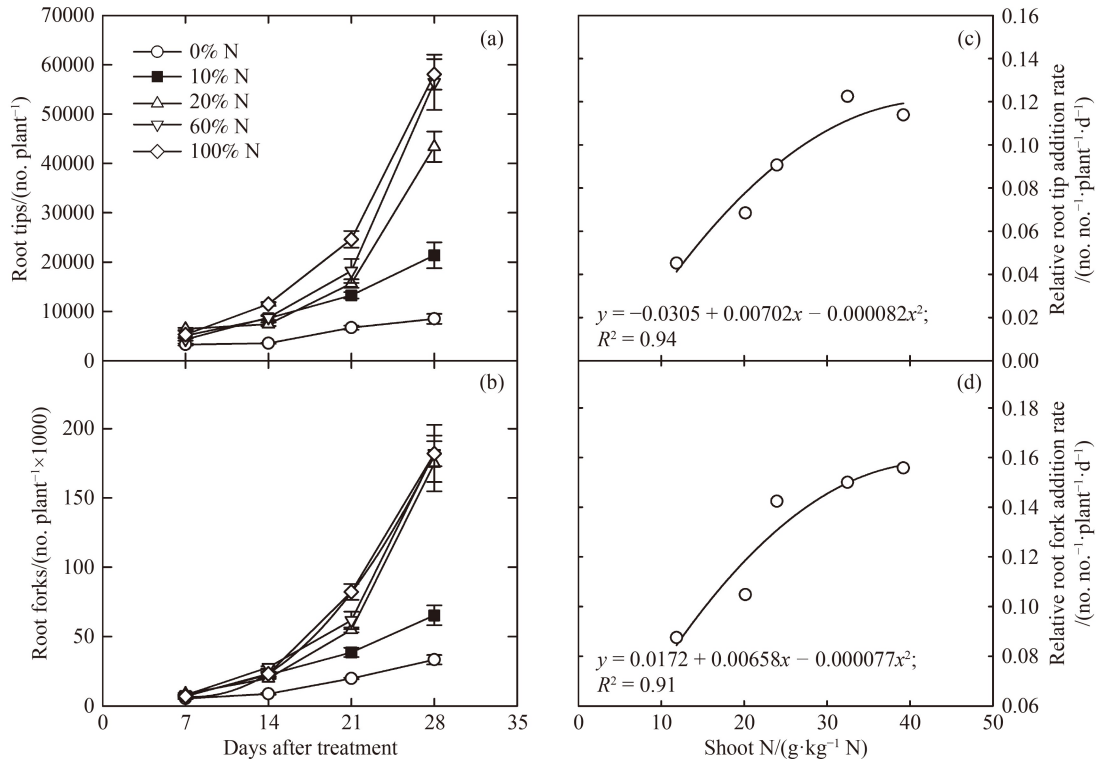 70000
60000
50000
40000
30000
20000
10000
0
Root tips/(no. plant⁻¹)
(a)
0% N
10% N
20% N
60% N
100% N
(c)
0.16
0.14
0.12
0.10
0.08
0.06
0.04
0.02
0.00
Relative root tip addition rate
/(no. no.⁻¹·plant⁻¹·d⁻¹)
y = −0.0305 + 0.00702x − 0.000082x²;
R² = 0.94
(b)
200
150
100
50
0
Root forks/(no. plant⁻¹×1000)
0 7 14 21 28 35
Days after treatment
(d)
0.18
0.16
0.14
0.12
0.10
0.08
0.06
Relative root fork addition rate
/(no. no.⁻¹·plant⁻¹·d⁻¹)
y = 0.0172 + 0.00658x − 0.000077x²;
R² = 0.91
0 10 20 30 40 50
Shoot N/(g·kg⁻¹ N)